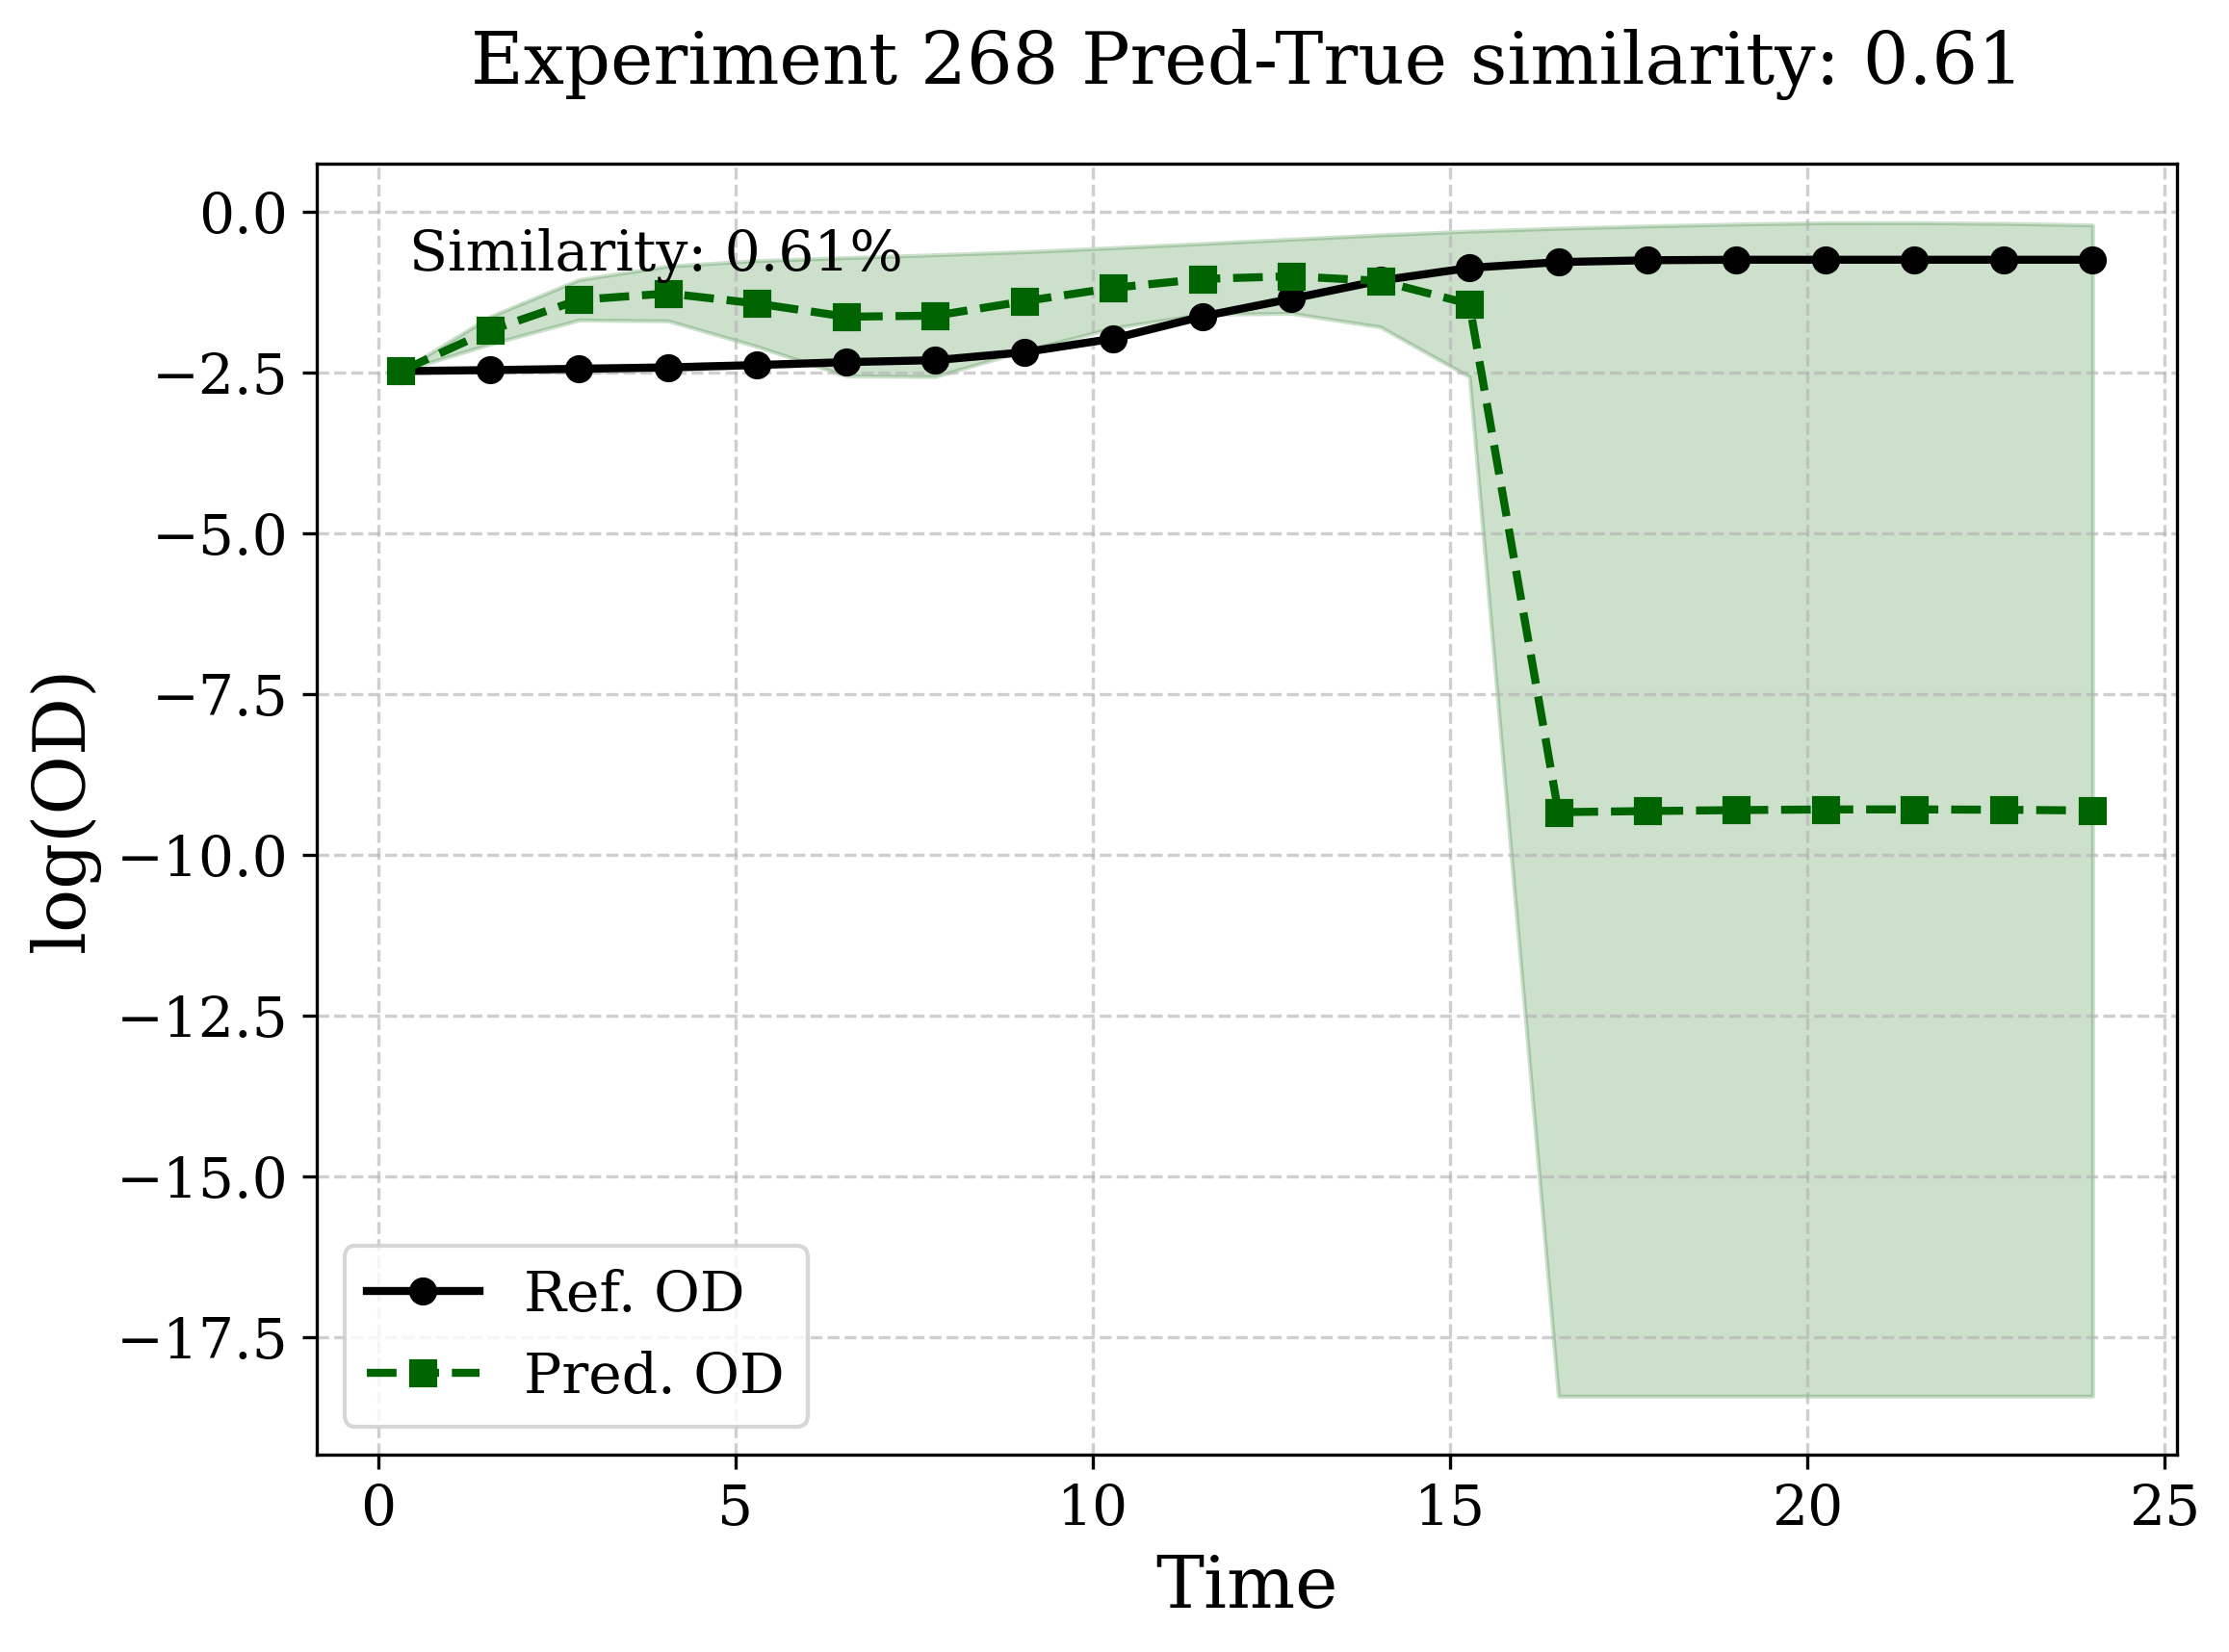 Experiment 268 Pred-True similarity: 0.61
Similarity: 0.61%
log(OD)
0.0
−2.5
−5.0
−7.5
−10.0
−12.5
−15.0
−17.5
Ref. OD
Pred. OD
0 5 10 15 20 25
Time